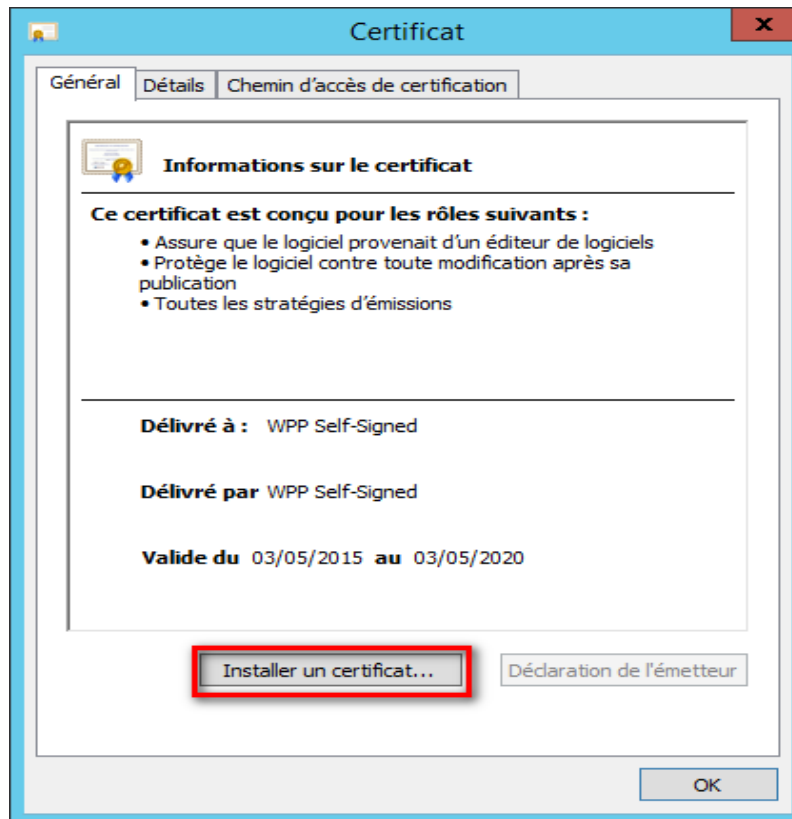 Certificat
x
Général Détails Chemin d'accès de certification
Informations sur le certificat
Ce certificat est conçu pour les rôles suivants :
• Assure que le logiciel provenait d'un éditeur de logiciels
• Protège le logiciel contre toute modification après sa
publication
• Toutes les stratégies d'émissions
Délivré à : WPP Self-Signed
Délivré par WPP Self-Signed
Valide du 03/05/2015 au 03/05/2020
Installer un certificat... Déclaration de l'émetteur
OK